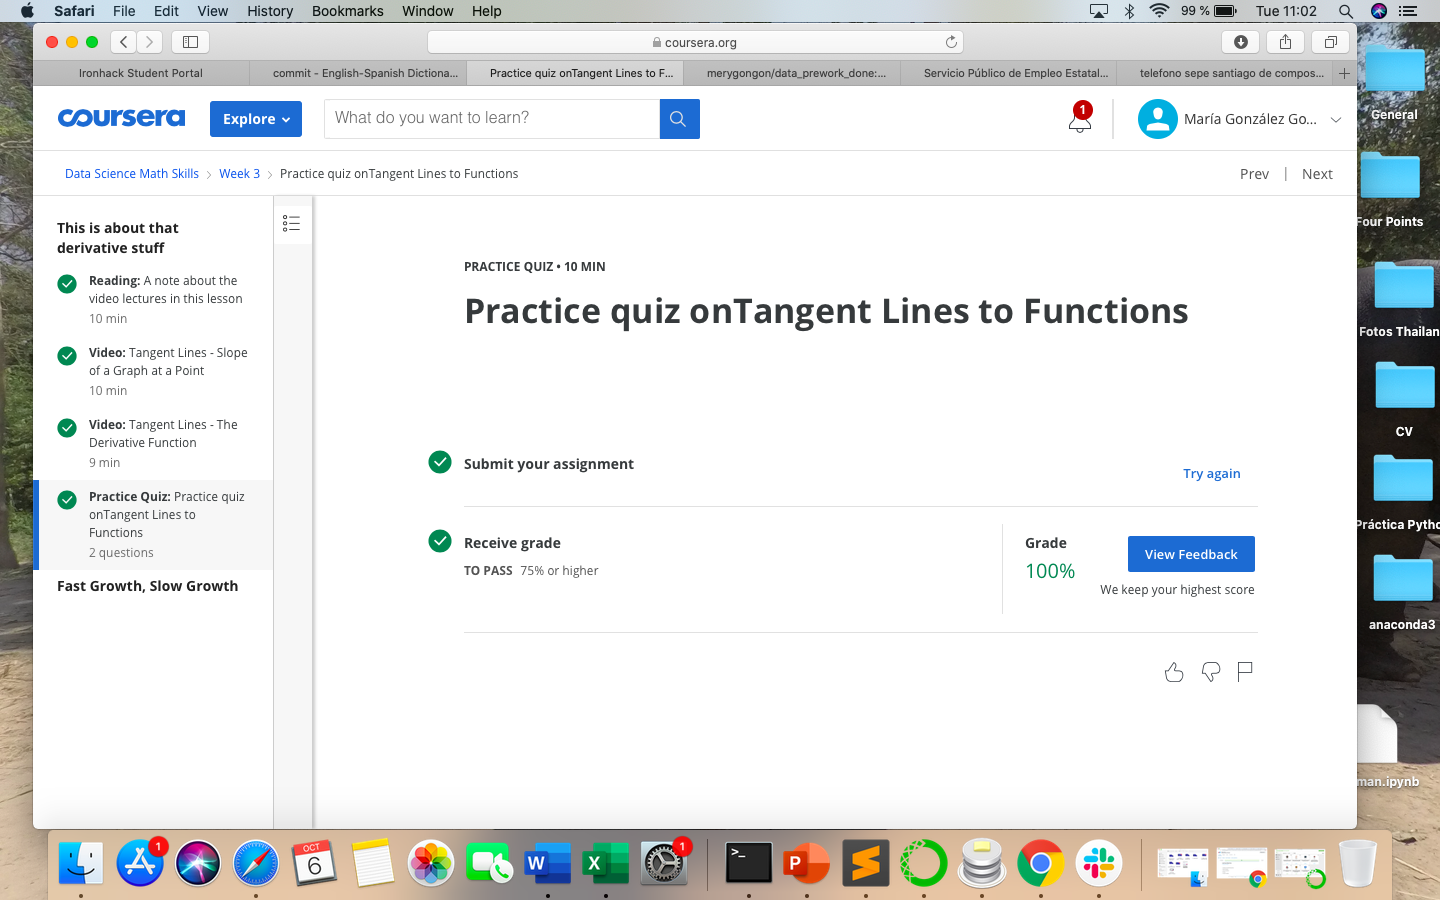 Safari File Edit View History Bookmarks Window Help 99 % Tue 11:02
coursera.org
Ironhack Student Portal
commit - English-Spanish Dictiona...
Practice quiz onTangent Lines to F...
merygongon/data_prework_done:...
Servicio Público de Empleo Estatal...
telefono sepe santiago de compos...
coursera
Explore
What do you want to learn?
1
María González Go...
Data Science Math Skills
Week 3
Practice quiz onTangent Lines to Functions
Prev | Next
This is about that
derivative stuff
Reading: A note about the
video lectures in this lesson
10 min
Video: Tangent Lines - Slope
of a Graph at a Point
10 min
Video: Tangent Lines - The
Derivative Function
9 min
Practice Quiz: Practice quiz
onTangent Lines to
Functions
2 questions
Fast Growth, Slow Growth
PRACTICE QUIZ • 10 MIN
Practice quiz onTangent Lines to Functions
Submit your assignment
Try again
Receive grade
TO PASS 75% or higher
Grade
100%
View Feedback
We keep your highest score
General
Four Points
Fotos Thailan
CV
Práctica Pytho
anaconda3
man.ipynb
1
OCT
6
W
X
1
>_
P